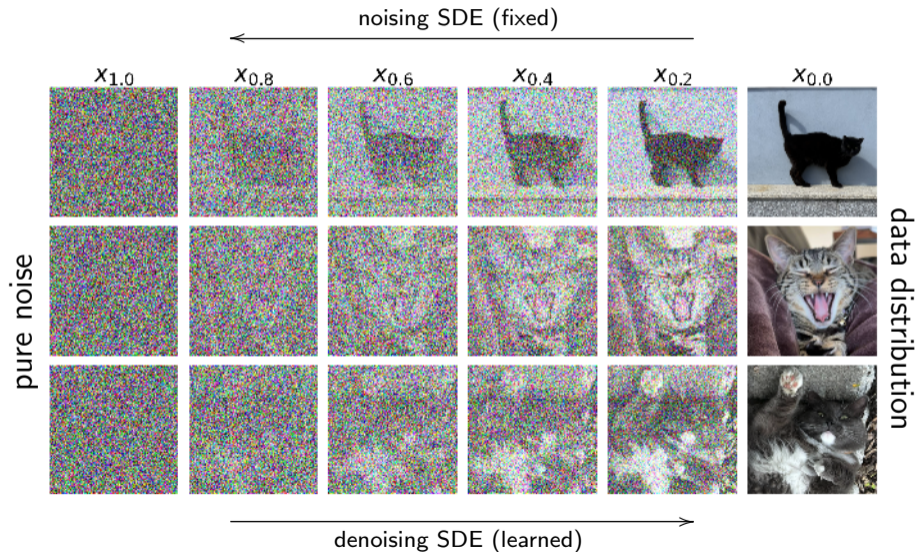 noising SDE (fixed)
x1.0 x0.8 x0.6 x0.4 x0.2 x0.0
pure noise
data distribution
denoising SDE (learned)